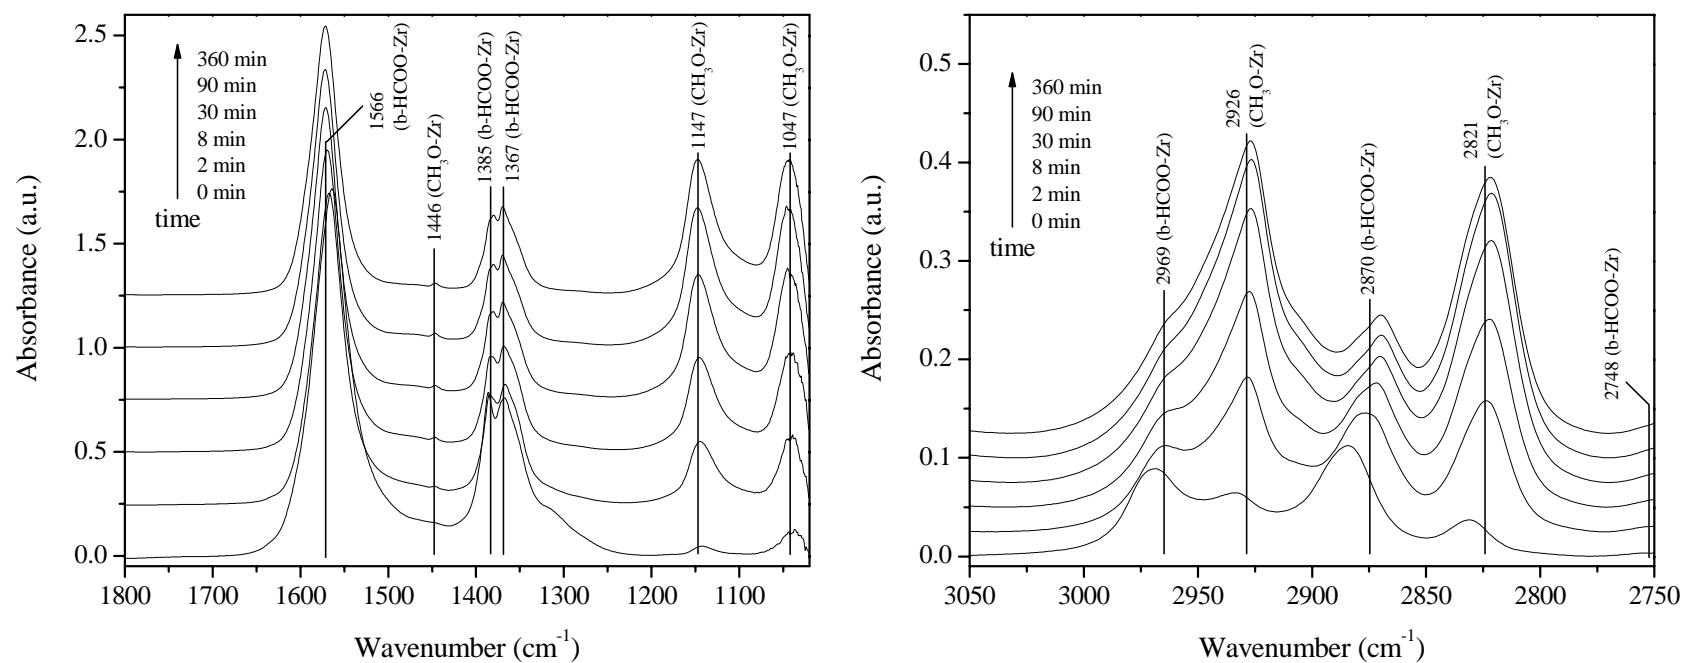 2.5
2.0
1.5
1.0
0.5
0.0
Absorbance (a.u.)
360 min
90 min
30 min
8 min
2 min
0 min
time
1566
(b-HCOO-Zr)
1446 (CH3O-Zr)
1385 (b-HCOO-Zr)
1367 (b-HCOO-Zr)
1147 (CH3O-Zr)
1047 (CH3O-Zr)
1800 1700 1600 1500 1400 1300 1200 1100
Wavenumber (cm-1)
0.5
0.4
0.3
0.2
0.1
0.0
Absorbance (a.u.)
360 min
90 min
30 min
8 min
2 min
0 min
time
2969 (b-HCOO-Zr)
2926
(CH3O-Zr)
2870 (b-HCOO-Zr)
2821
(CH3O-Zr)
2748 (b-HCOO-Zr)
3050 3000 2950 2900 2850 2800 2750
Wavenumber (cm-1)